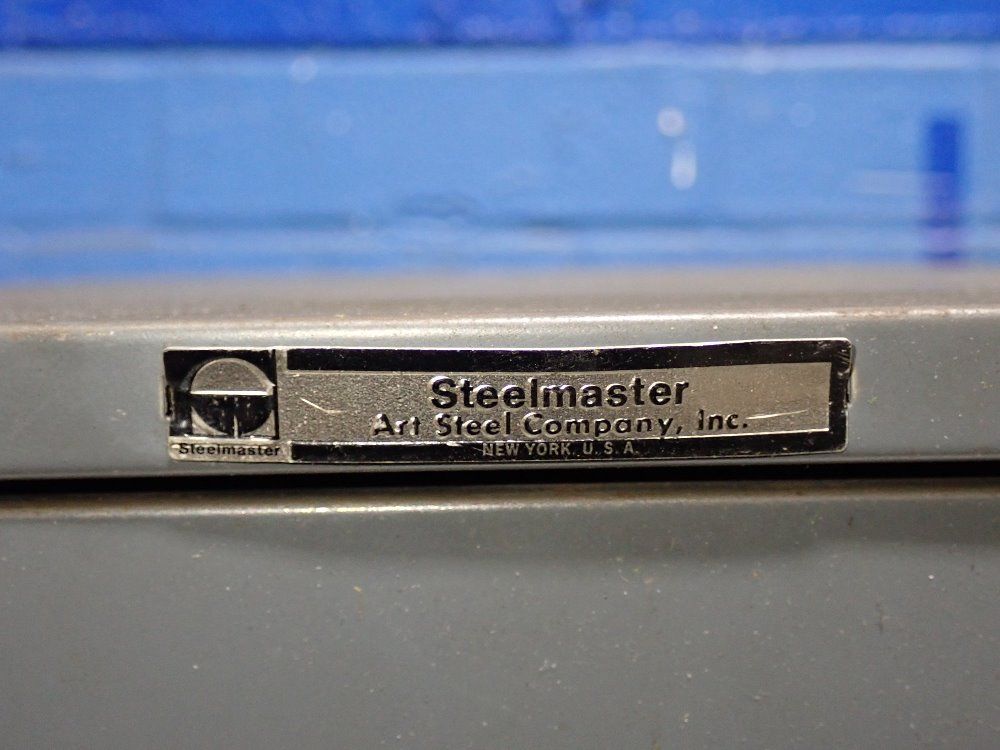 Steelmaster
Steelmaster
Art Steel Company, Inc.
NEW YORK U.S.A.